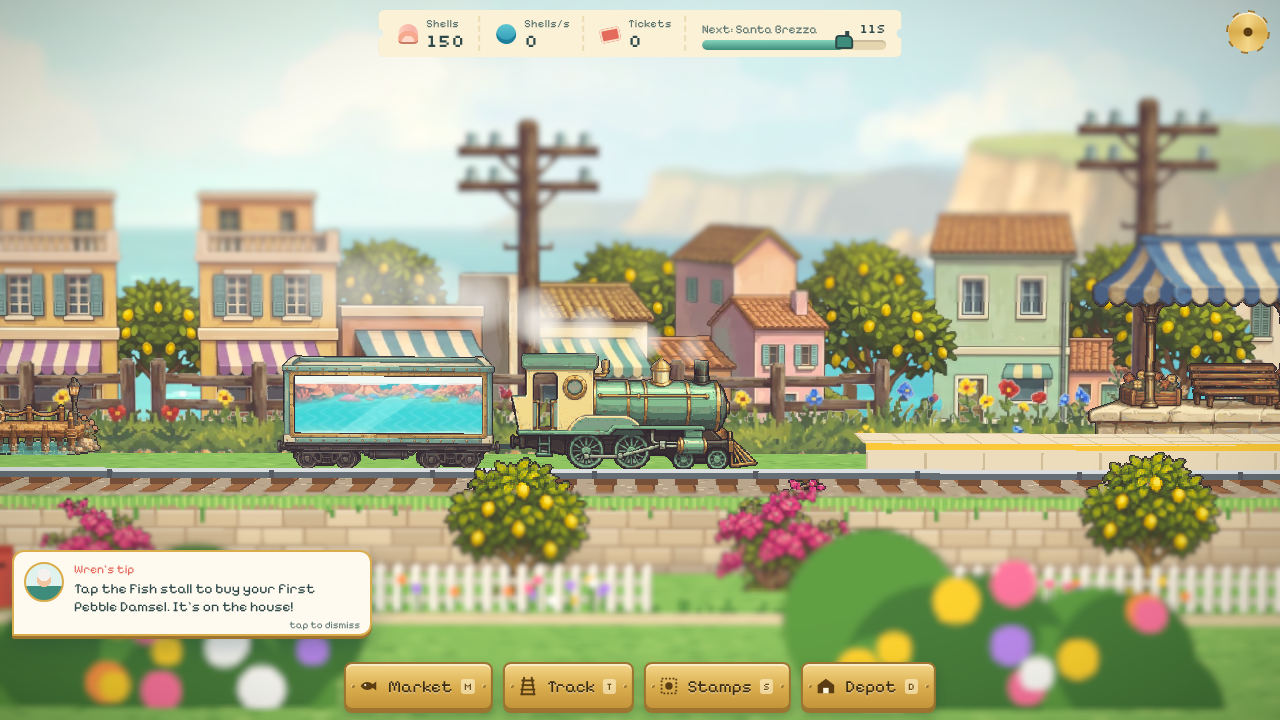 Shells
150
Shells/s
0
Tickets
0
Next: Santa Brezza 11s
Wren's tip
Tap the Fish stall to buy your first
Pebble Damsel. It's on the house!
tap to dismiss
Market M
Track T
Stamps S
Depot D